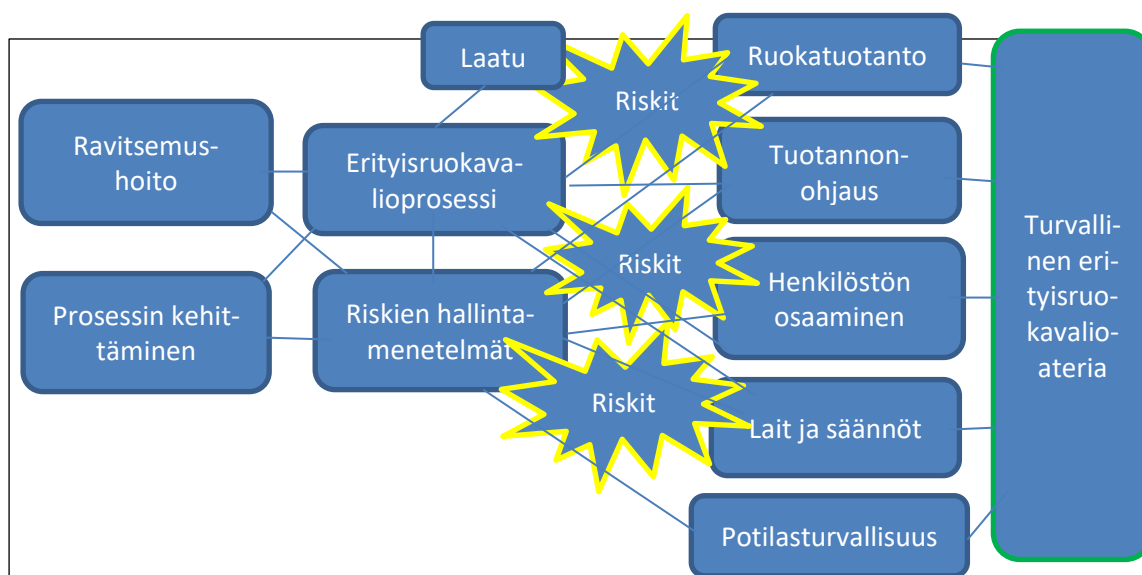 Laatu
Ravitsemus-
hoito
Erityisruokava-
lioprosessi
Prosessin kehit-
täminen
Riskien hallinta-
menetelmät
Riskit
Riskit
Riskit
Ruokatuotanto
Tuotannon-
ohjaus
Henkilöstön
osaaminen
Lait ja säännöt
Potilasturvallisuus
Turvalli-
nen eri-
tyisruo-
kavalio-
ateria